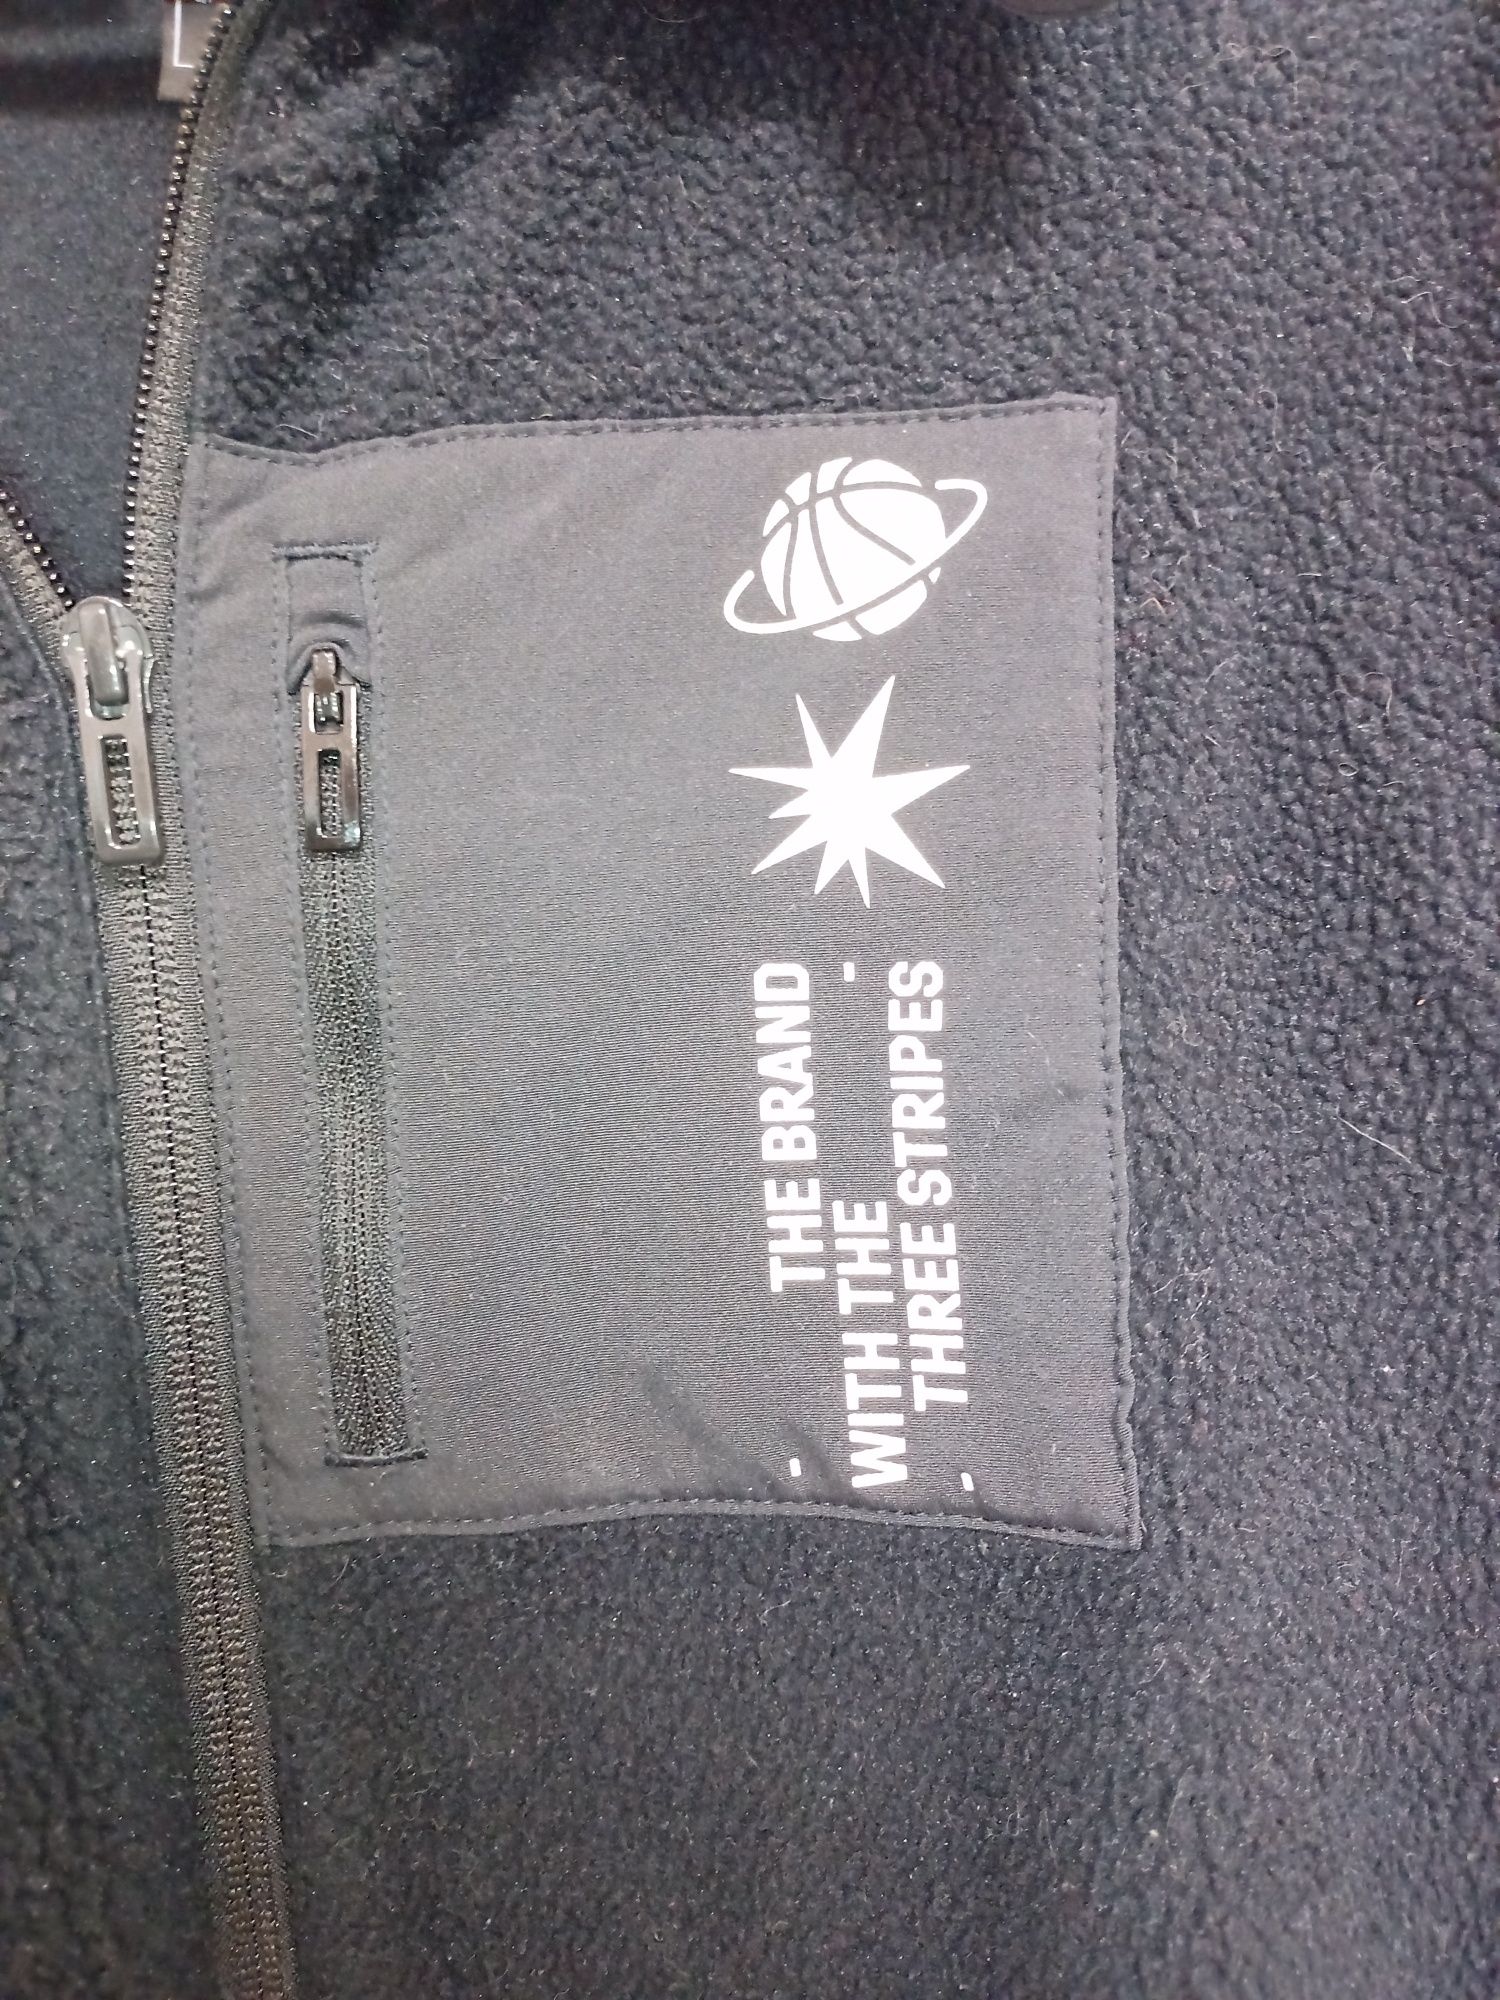 THE BRAND
-
- WITH THE
THREE STRIPES
-